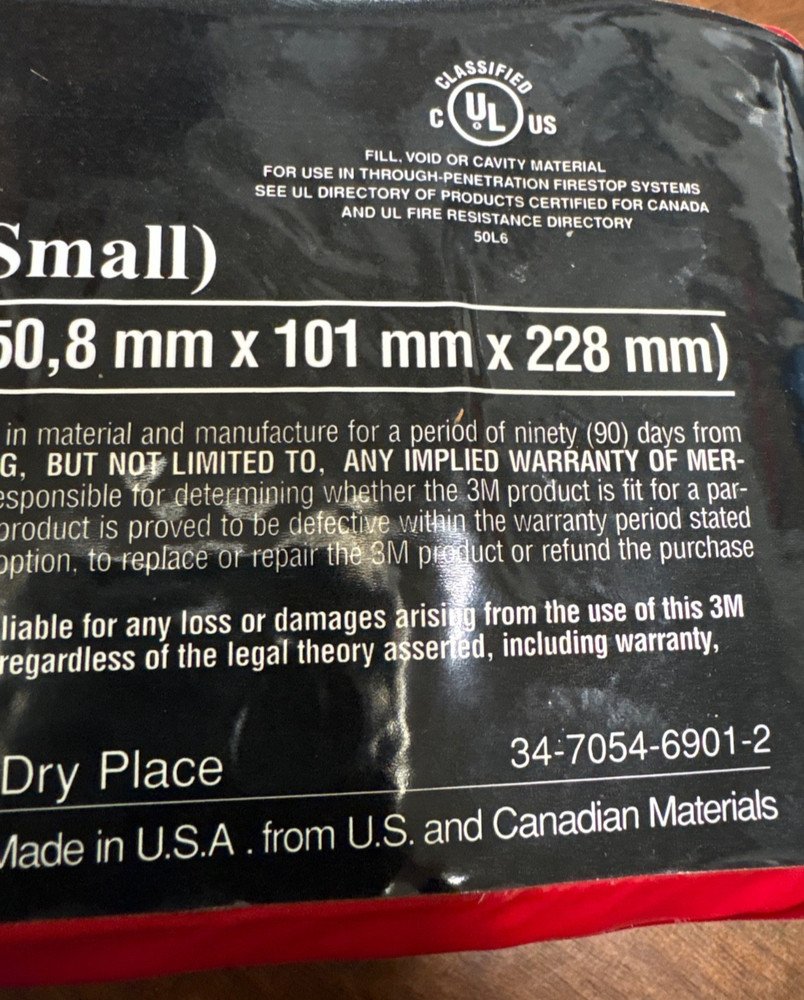 CLASSIFIED
C UL US
FILL, VOID OR CAVITY MATERIAL
FOR USE IN THROUGH-PENETRATION FIRESTOP SYSTEMS
SEE UL DIRECTORY OF PRODUCTS CERTIFIED FOR CANADA
AND UL FIRE RESISTANCE DIRECTORY
50L6
Small)
50,8 mm x 101 mm x 228 mm)
in material and manufacture for a period of ninety (90) days from
G, BUT NOT LIMITED TO, ANY IMPLIED WARRANTY OF MER-
esponsible for determining whether the 3M product is fit for a par-
product is proved to be defective within the warranty period stated
option, to replace or repair the 3M product or refund the purchase
liable for any loss or damages arising from the use of this 3M
regardless of the legal theory asserted, including warranty,
Dry Place
34-7054-6901-2
Made in U.S.A . from U.S. and Canadian Materials